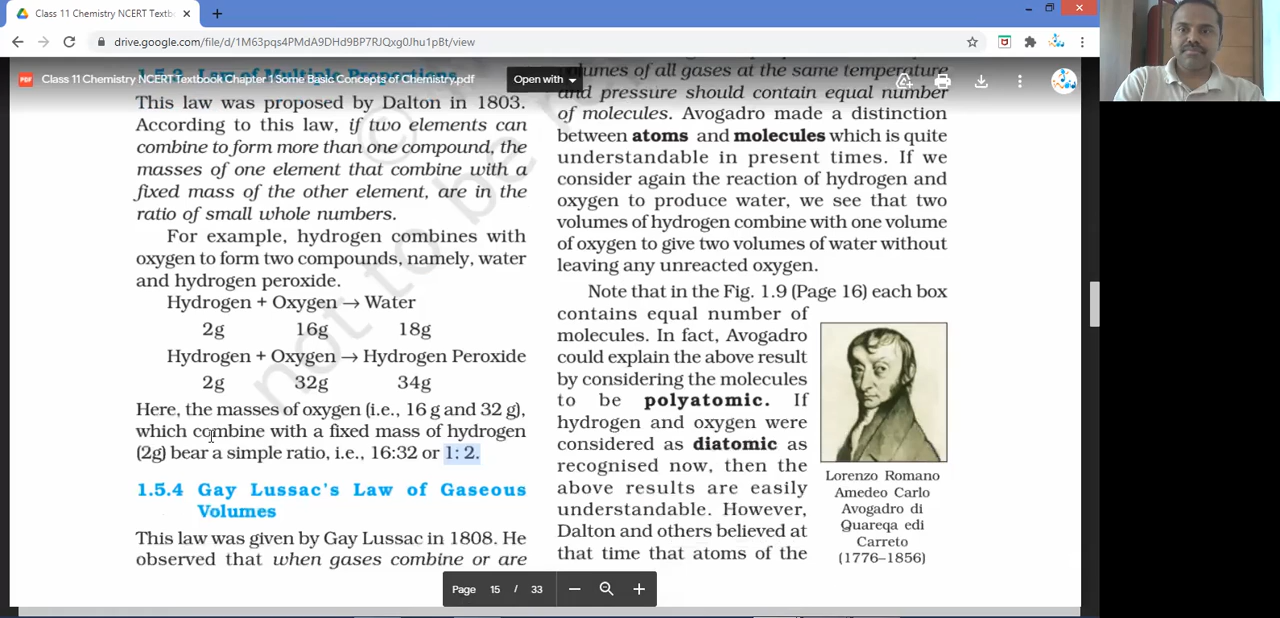 Class 11 Chemistry NCERT Textb
drive.google.com/file/d/1M63pqs4PMdA9DHd9BP7RJQxg0Jhu1pBt/view
Class 11 Chemistry NCERT Textbook Chapter 1 Some Basic Concepts of Chemistry.pdf
Open with
1.5.3 Law of Multiple Proportions
This law was proposed by Dalton in 1803.
According to this law, if two elements can
combine to form more than one compound, the
masses of one element that combine with a
fixed mass of the other element, are in the
ratio of small whole numbers.
For example, hydrogen combines with
oxygen to form two compounds, namely, water
and hydrogen peroxide.
Hydrogen + Oxygen → Water
2g 16g 18g
Hydrogen + Oxygen → Hydrogen Peroxide
2g 32g 34g
Here, the masses of oxygen (i.e., 16 g and 32 g),
which combine with a fixed mass of hydrogen
(2g) bear a simple ratio, i.e., 16:32 or 1: 2.
1.5.4 Gay Lussac's Law of Gaseous
Volumes
This law was given by Gay Lussac in 1808. He
observed that when gases combine or are
volumes of all gases at the same temperature
and pressure should contain equal number
of molecules. Avogadro made a distinction
between atoms and molecules which is quite
understandable in present times. If we
consider again the reaction of hydrogen and
oxygen to produce water, we see that two
volumes of hydrogen combine with one volume
of oxygen to give two volumes of water without
leaving any unreacted oxygen.
Note that in the Fig. 1.9 (Page 16) each box
contains equal number of
molecules. In fact, Avogadro
could explain the above result
by considering the molecules
to be polyatomic. If
hydrogen and oxygen were
considered as diatomic as
recognised now, then the
above results are easily
understandable. However,
Dalton and others believed at
that time that atoms of the
Lorenzo Romano
Amedeo Carlo
Avogadro di
Quareqa edi
Carreto
(1776–1856)
not to be
Page 15 / 33